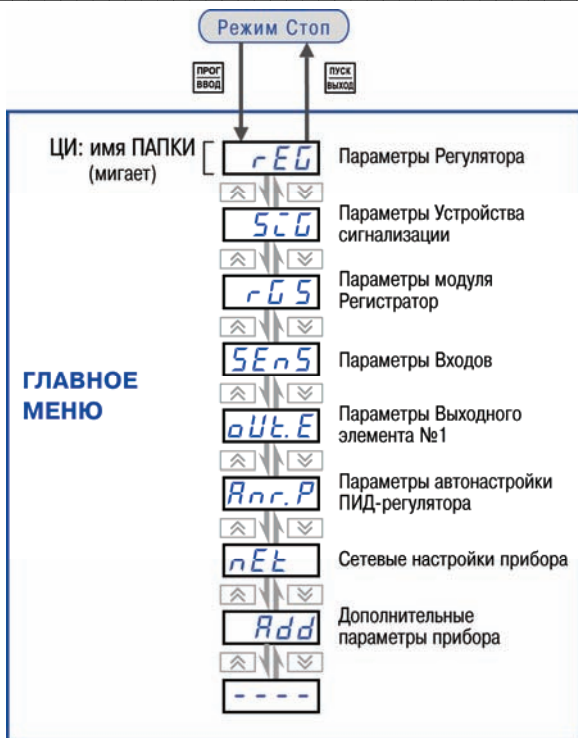 Режим Стоп
ПРОГ
ВВОД
ПУСК
ВЫХОД
ЦИ: имя ПАПКИ
(мигает)
rEG
Параметры Регулятора
SiG
Параметры Устройства
сигнализации
rGS
Параметры модуля
Регистратор
SEnS
Параметры Входов
ГЛАВНОЕ
МЕНЮ
oUt.E
Параметры Выходного
элемента №1
Anr.P
Параметры автонастройки
ПИД-регулятора
nEt
Сетевые настройки прибора
Add
Дополнительные
параметры прибора
----